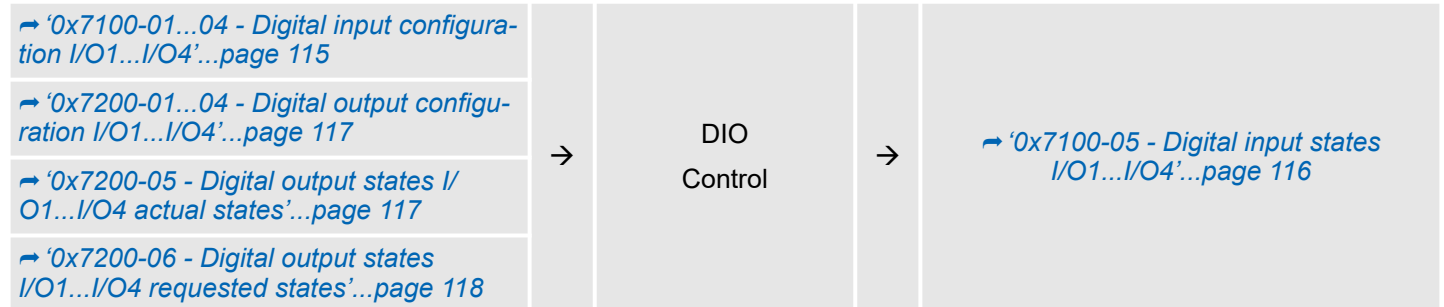 ➦ ‘0x7100-01...04 - Digital input configura-
tion I/O1...I/O4’...page 115
➦ ‘0x7200-01...04 - Digital output configu-
ration I/O1...I/O4’...page 117
➦ ‘0x7200-05 - Digital output states I/
O1...I/O4 actual states’...page 117
➦ ‘0x7200-06 - Digital output states
I/O1...I/O4 requested states’...page 118
→
DIO
Control
→
➦ ‘0x7100-05 - Digital input states
I/O1...I/O4’...page 116